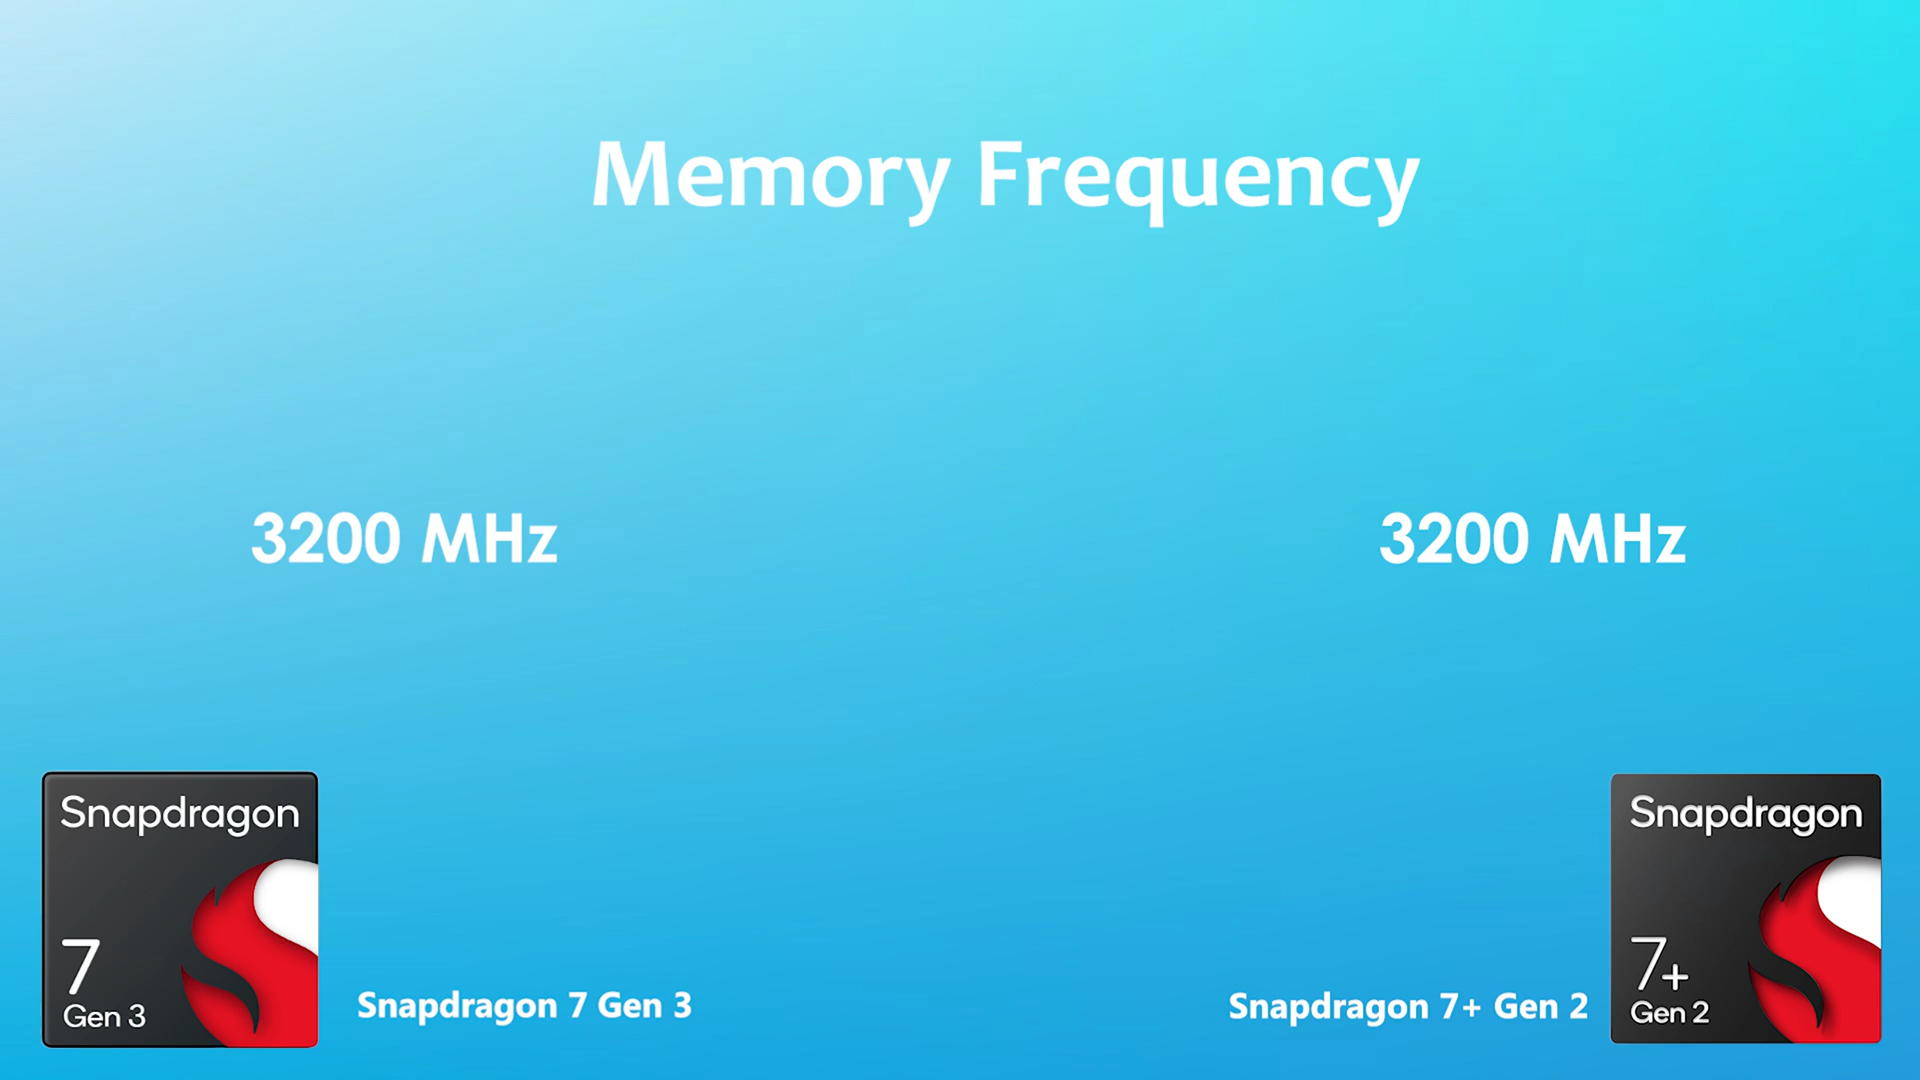 Memory Frequency
3200 MHz
3200 MHz
Snapdragon
7
Gen 3
Snapdragon 7 Gen 3
Snapdragon 7+ Gen 2
Snapdragon
7+
Gen 2